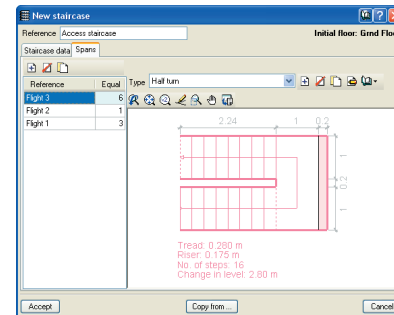 New staircase
Reference Access staircase Initial floor: Grnd Floo
Staircase data Spans
Reference Equal
Flight 3 6
Flight 2 1
Flight 1 3
Type Half turn
2.24 1 0.2
1
0.2
1
Tread: 0.280 m
Riser: 0.175 m
No. of steps: 16
Change in level: 2.80 m
Accept Copy from ... Cancel